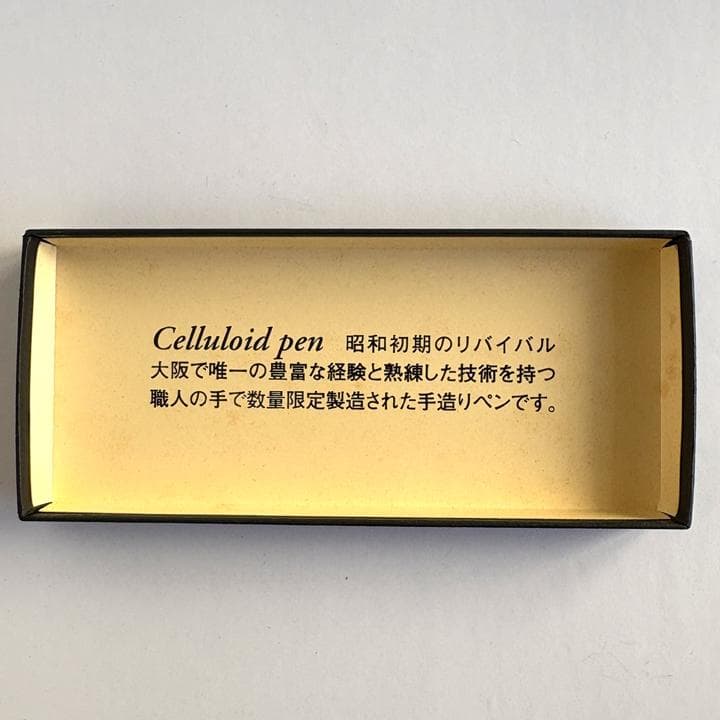 Celluloid pen 昭和初期のリバイバル
大阪で唯一の豊富な経験と熟練した技術を持つ
職人の手で数量限定製造された手造りペンです。